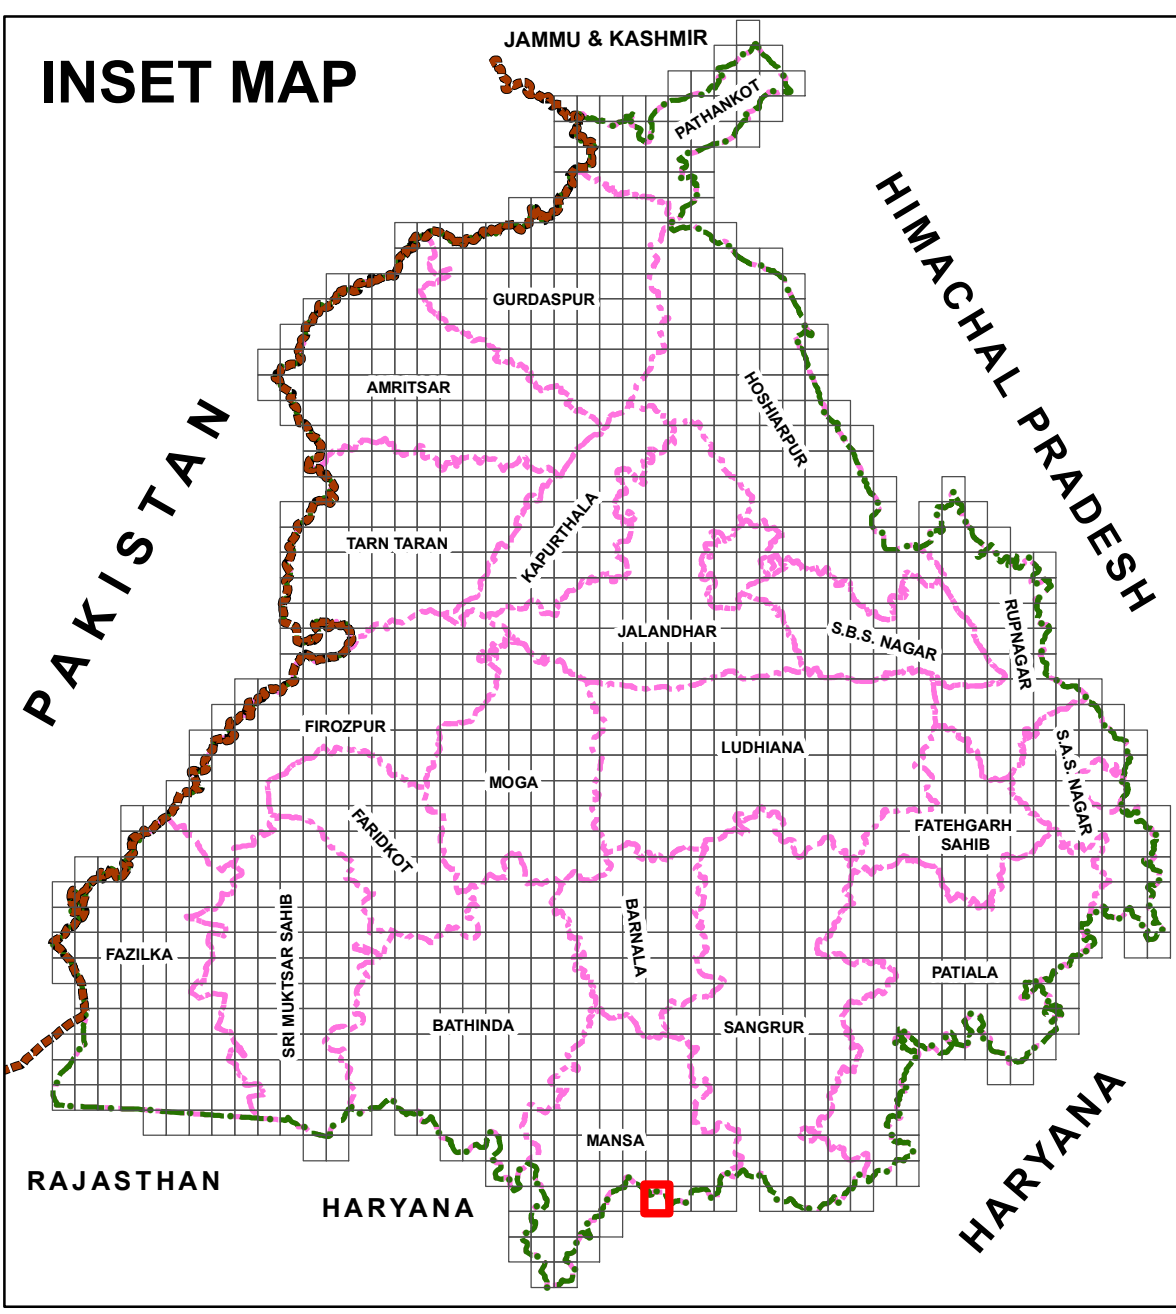 JAMMU & KASHMIR
INSET MAP
PATHANKOT
HIMACHAL PRADESH
GURDASPUR
AMRITSAR
HOSHIARPUR
PAKISTAN
KAPURTHALA
TARN TARAN
JALANDHAR
S.B.S. NAGAR
RUPNAGAR
FIROZPUR
LUDHIANA
S.A.S. NAGAR
MOGA
FARIDKOT
FATEHGARH
SAHIB
BARNALA
SRI MUKTSAR SAHIB
FAZILKA
PATIALA
BATHINDA
SANGRUR
MANSA
HARYANA
RAJASTHAN
HARYANA